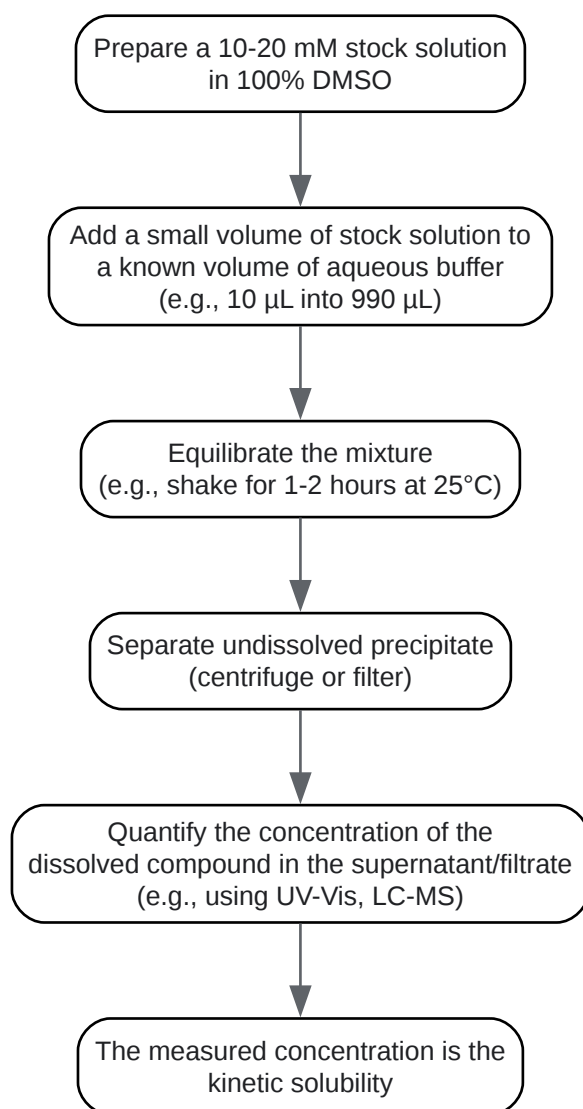 Prepare a 10-20 mM stock solution
in 100% DMSO
Add a small volume of stock solution to
a known volume of aqueous buffer
(e.g., 10 µL into 990 µL)
Equilibrate the mixture
(e.g., shake for 1-2 hours at 25°C)
Separate undissolved precipitate
(centrifuge or filter)
Quantify the concentration of the
dissolved compound in the supernatant/filtrate
(e.g., using UV-Vis, LC-MS)
The measured concentration is the
kinetic solubility